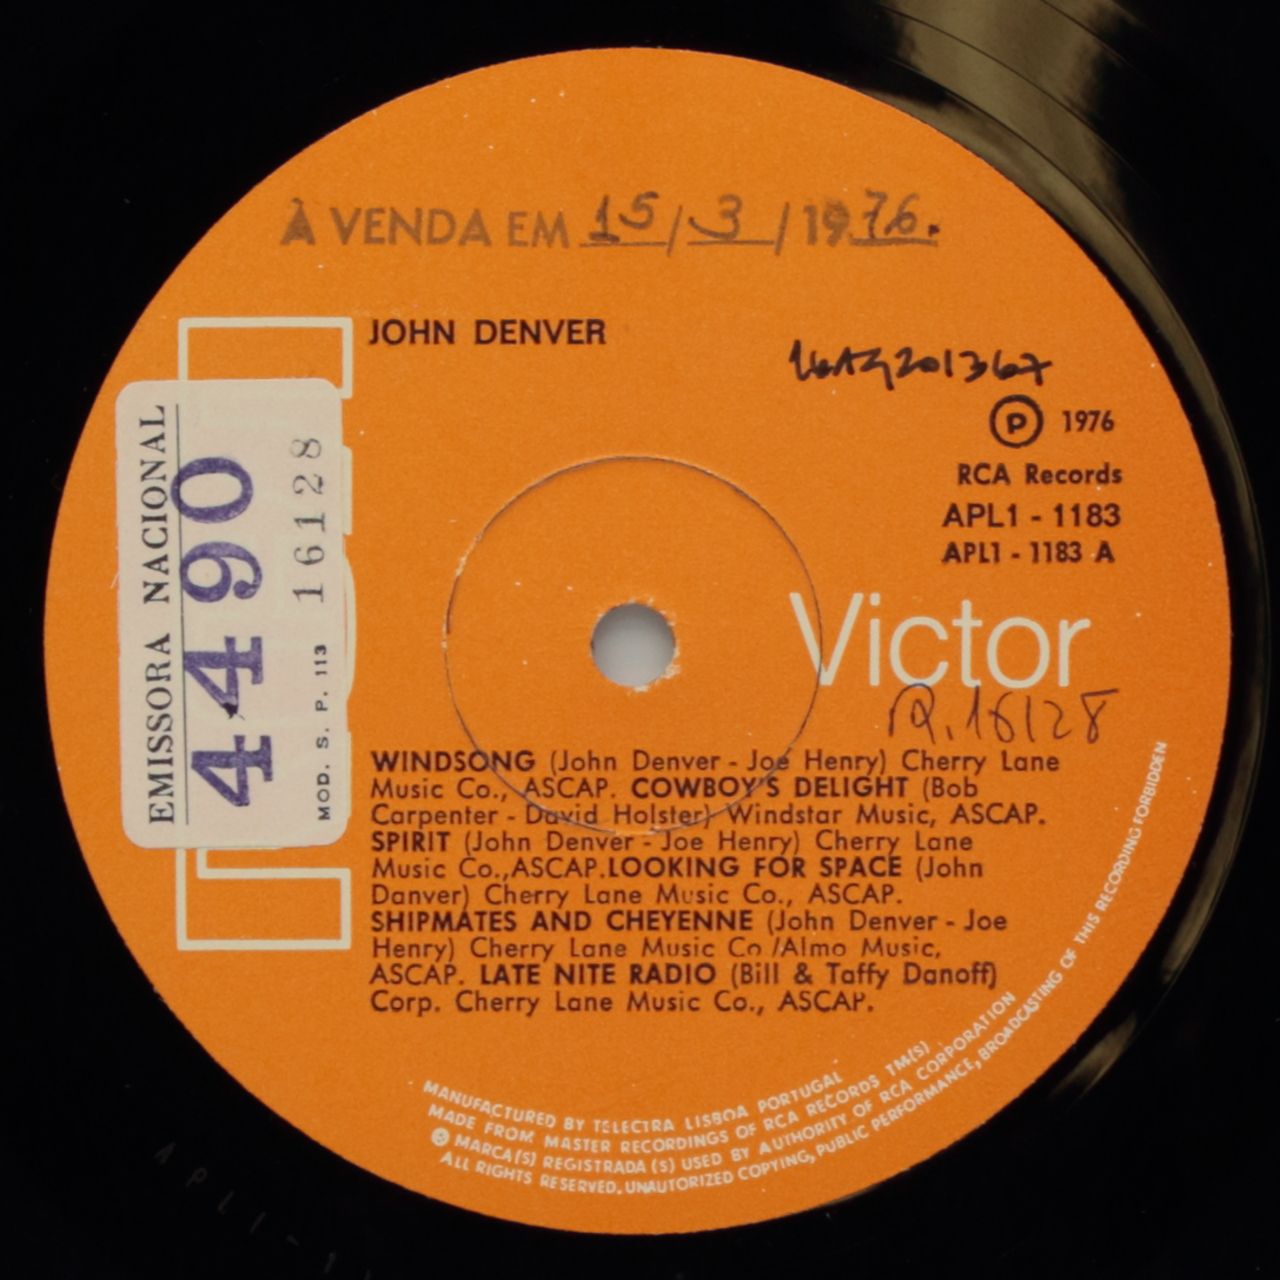 À VENDA EM 15/3/1976.
JOHN DENVER
Ⓟ 1976
RCA Records
APL1 - 1183
APL1 - 1183 A
EMISSORA NACIONAL
4490
MOD. S. P. 113 16128
Victor
R.16128
WINDSONG (John Denver - Joe Henry) Cherry Lane
Music Co., ASCAP. COWBOY'S DELIGHT (Bob
Carpenter - David Holster) Windstar Music, ASCAP.
SPIRIT (John Denver - Joe Henry) Cherry Lane
Music Co.,ASCAP.LOOKING FOR SPACE (John
Danver) Cherry Lane Music Co., ASCAP.
SHIPMATES AND CHEYENNE (John Denver - Joe
Henry) Cherry Lane Music Co./Almo Music,
ASCAP. LATE NITE RADIO (Bill & Taffy Danoff)
Corp. Cherry Lane Music Co., ASCAP.
MANUFACTURED BY TELECTRA LISBOA PORTUGAL
MADE FROM MASTER RECORDINGS OF RCA RECORDS TM(S)
MARCA(S) REGISTRADA(S) USED BY AUTHORITY OF RCA CORPORATION
ALL RIGHTS RESERVED. UNAUTORIZED COPYING, PUBLIC PERFORMANCE, BROADCASTING OF THIS RECORDING FORBIDDEN